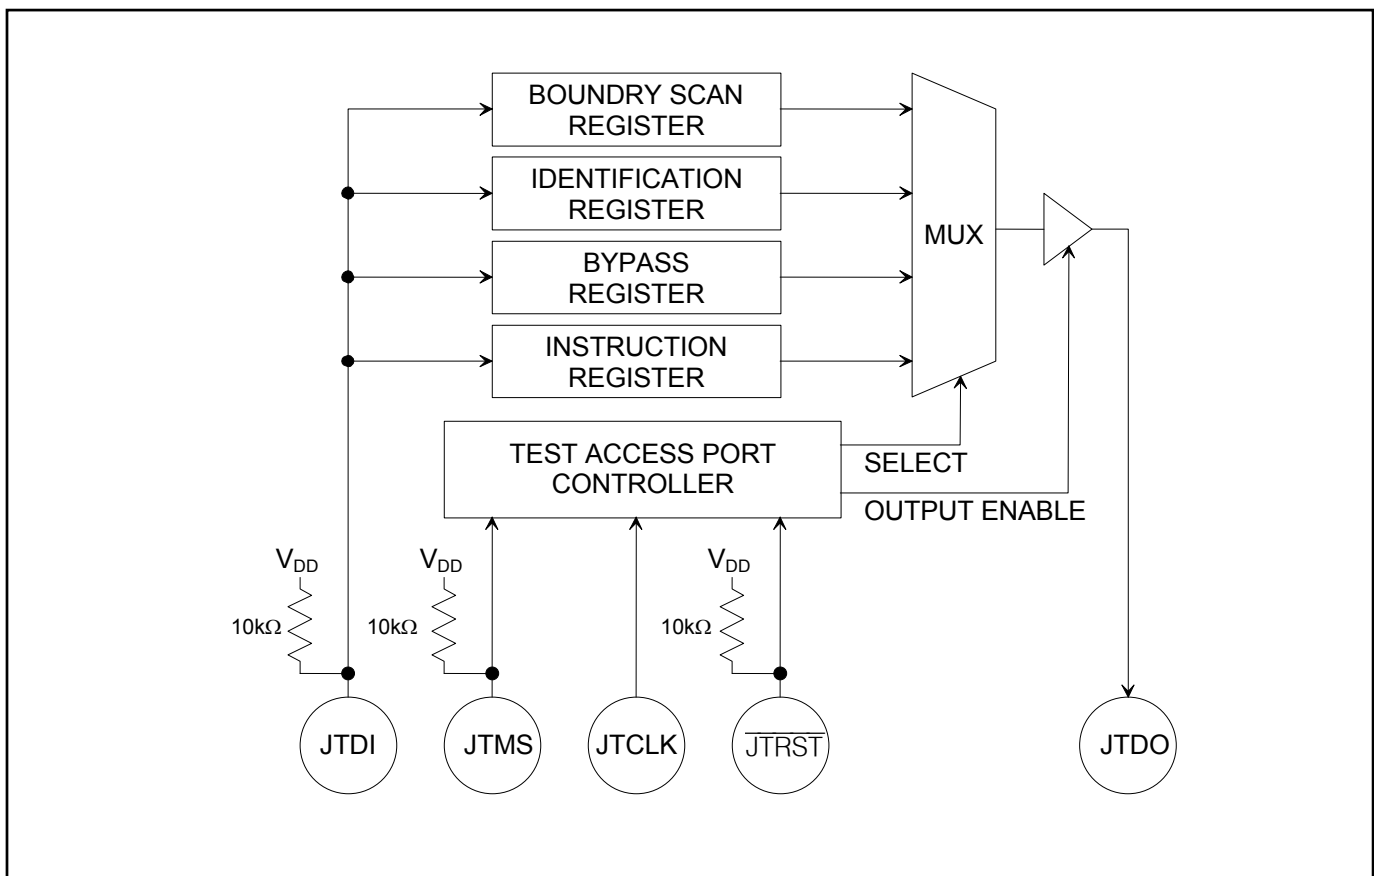 BOUNDRY SCAN
REGISTER
IDENTIFICATION
REGISTER
BYPASS
REGISTER
INSTRUCTION
REGISTER
MUX
TEST ACCESS PORT
CONTROLLER
SELECT
OUTPUT ENABLE
VDD
10kΩ
VDD
10kΩ
VDD
10kΩ
JTDI
JTMS
JTCLK
JTRST
JTDO